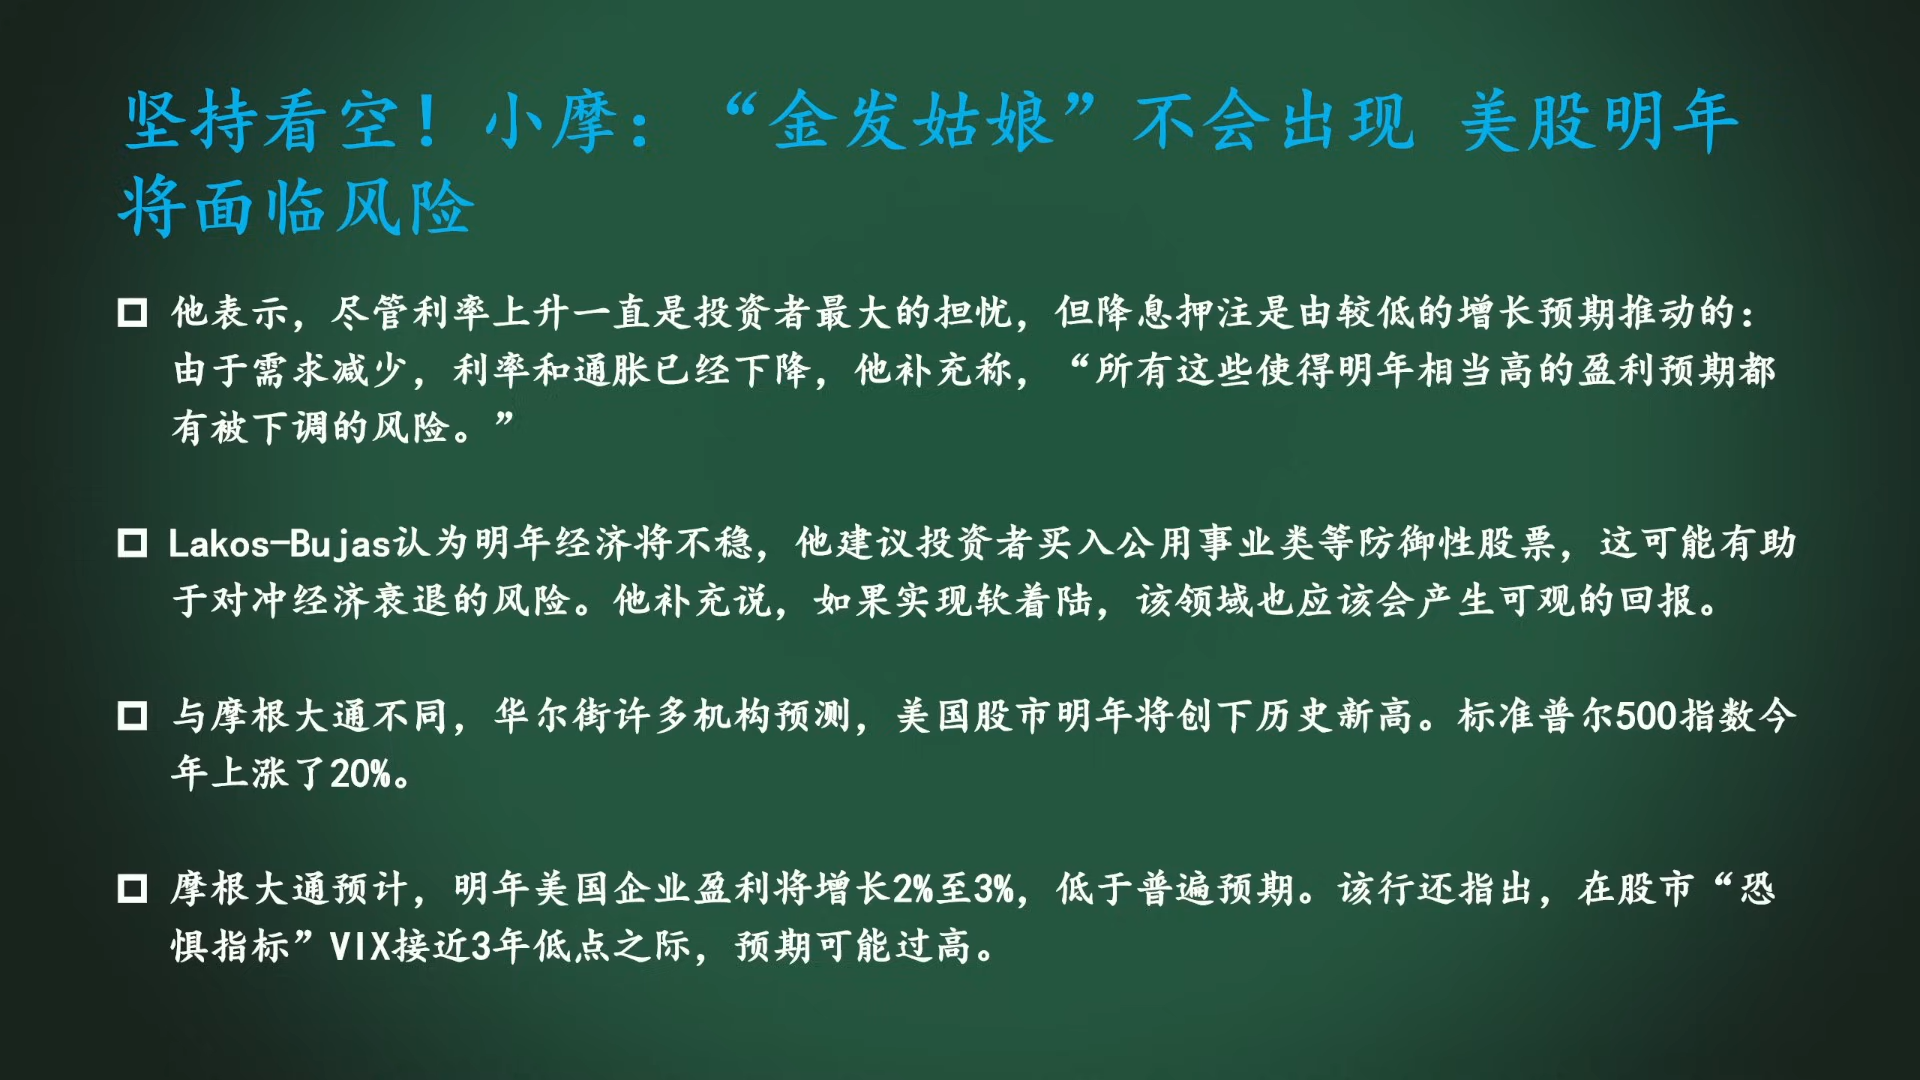 坚持看空！小摩：“金发姑娘”不会出现 美股明年
将面临风险
他表示，尽管利率上升一直是投资者最大的担忧，但降息押注是由较低的增长预期推动的：
由于需求减少，利率和通胀已经下降，他补充称，“所有这些使得明年相当高的盈利预期都
有被下调的风险。”
Lakos-Bujas认为明年经济将不稳，他建议投资者买入公用事业类等防御性股票，这可能有助
于对冲经济衰退的风险。他补充说，如果实现软着陆，该领域也应该会产生可观的回报。
与摩根大通不同，华尔街许多机构预测，美国股市明年将创下历史新高。标准普尔500指数今
年上涨了20%。
摩根大通预计，明年美国企业盈利将增长2%至3%，低于普遍预期。该行还指出，在股市“恐
惧指标”VIX接近3年低点之际，预期可能过高。